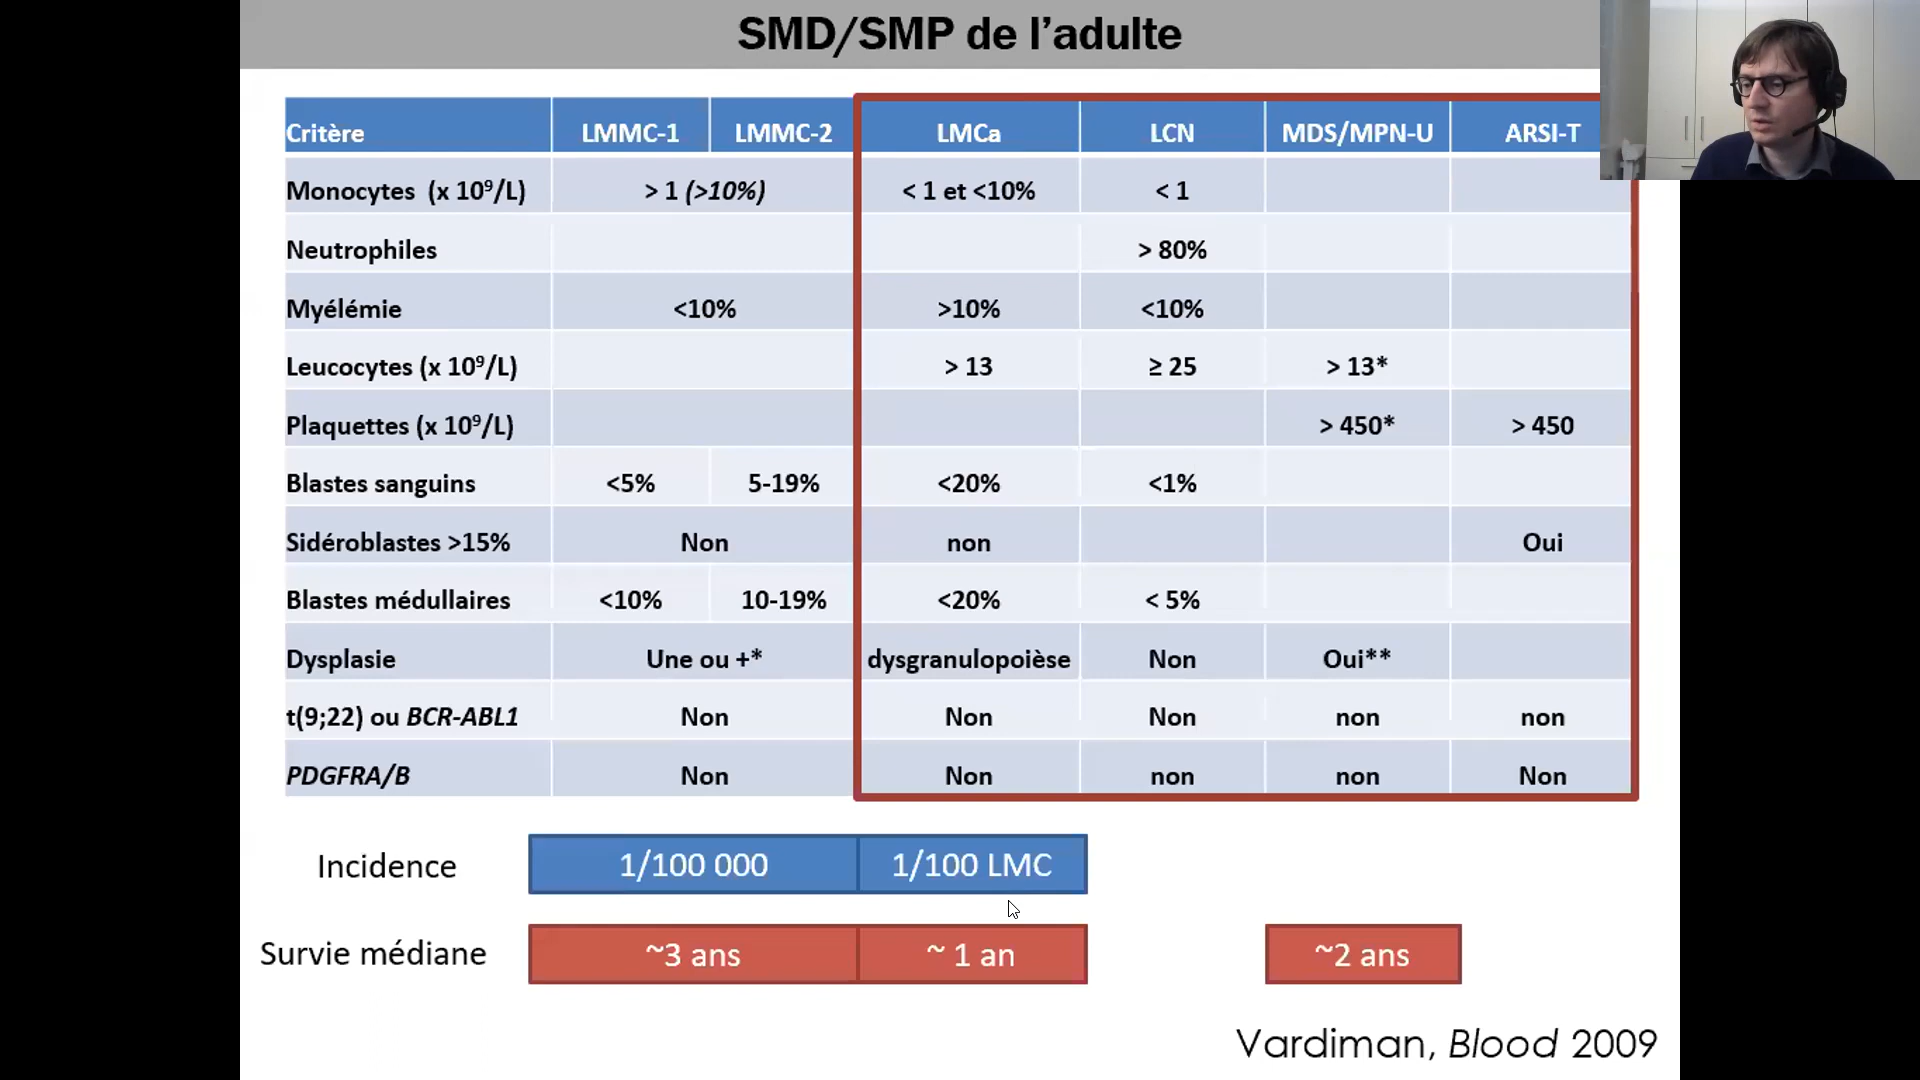 SMD/SMP de l'adulte
Critère LMMC-1 LMMC-2 LMCa LCN MDS/MPN-U ARSI-T
Monocytes (x 10⁹/L) > 1 (>10%) < 1 et <10% < 1
Neutrophiles > 80%
Myélémie <10% >10% <10%
Leucocytes (x 10⁹/L) > 13 ≥ 25 > 13*
Plaquettes (x 10⁹/L) > 450* > 450
Blastes sanguins <5% 5-19% <20% <1%
Sidéroblastes >15% Non non Oui
Blastes médullaires <10% 10-19% <20% < 5%
Dysplasie Une ou +* dysgranulopoièse Non Oui**
t(9;22) ou BCR-ABL1 Non Non Non non non
PDGFRA/B Non Non non non Non
Incidence 1/100 000 1/100 LMC
Survie médiane ~3 ans ~ 1 an ~2 ans
Vardiman, Blood 2009